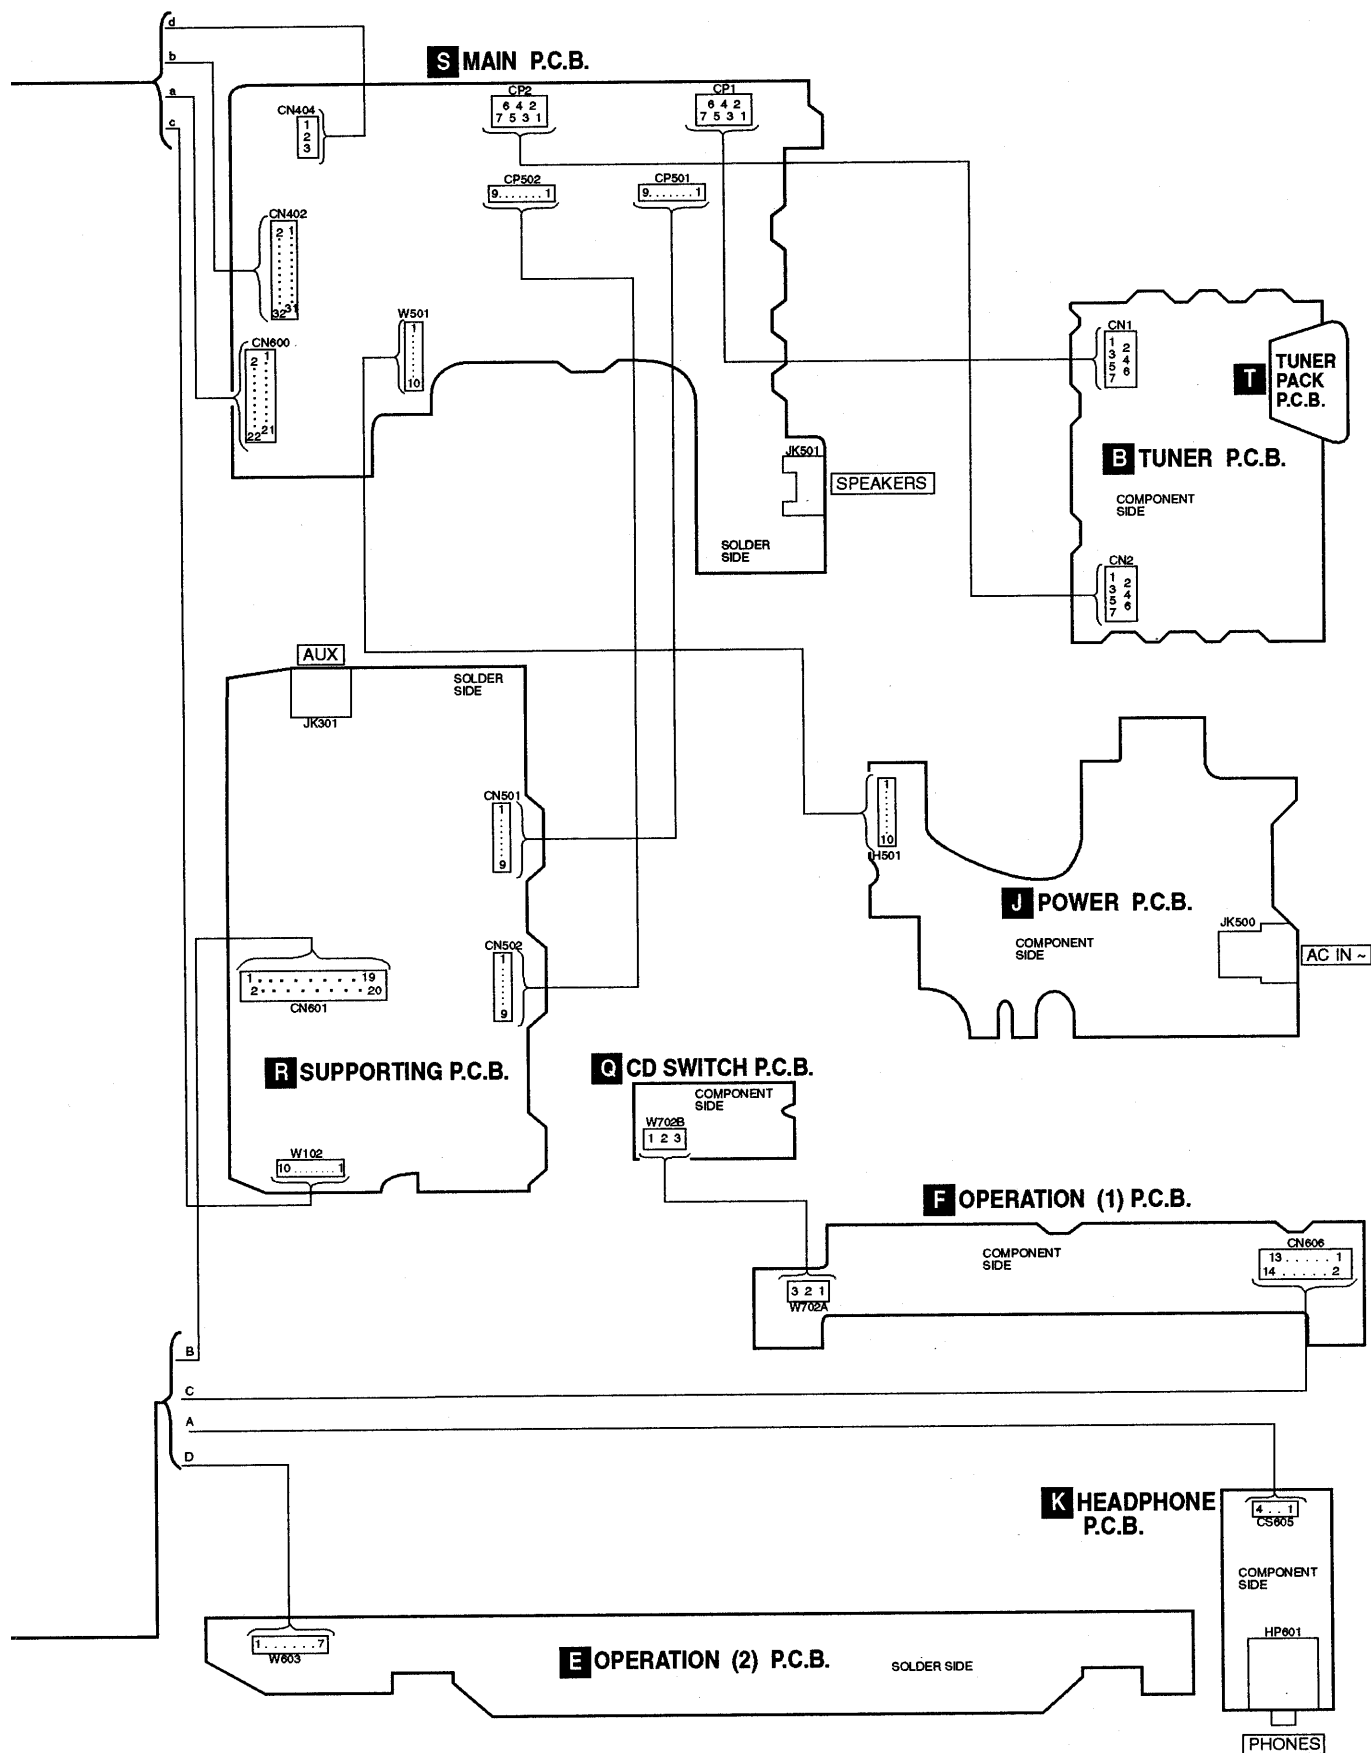 d
S MAIN P.C.B.
b
a
c
CN404
1
2
3
CP2
6 4 2
7 5 3 1
CP1
6 4 2
7 5 3 1
CP502
9.......1
CP501
9.......1
CN402
2 1
32 31
W501
1
10
CN600
2 1
22 21
JK501
SPEAKERS
SOLDER
SIDE
CN1
1 2
3 4
5 6
7
T TUNER
PACK
P.C.B.
B TUNER P.C.B.
COMPONENT
SIDE
CN2
1 2
3 4
5 6
7
AUX
JK301
SOLDER
SIDE
CN501
1
9
CN502
1
9
1.........19
2.........20
CN601
R SUPPORTING P.C.B.
W102
10.......1
1
10
H501
J POWER P.C.B.
COMPONENT
SIDE
JK500
AC IN ~
Q CD SWITCH P.C.B.
COMPONENT
SIDE
W702B
1 2 3
F OPERATION (1) P.C.B.
COMPONENT
SIDE
CN606
13.....1
14.....2
3 2 1
W702A
B
C
A
D
K HEADPHONE
P.C.B.
4..1
CS605
COMPONENT
SIDE
HP601
PHONES
1......7
W603
E OPERATION (2) P.C.B.
SOLDER SIDE